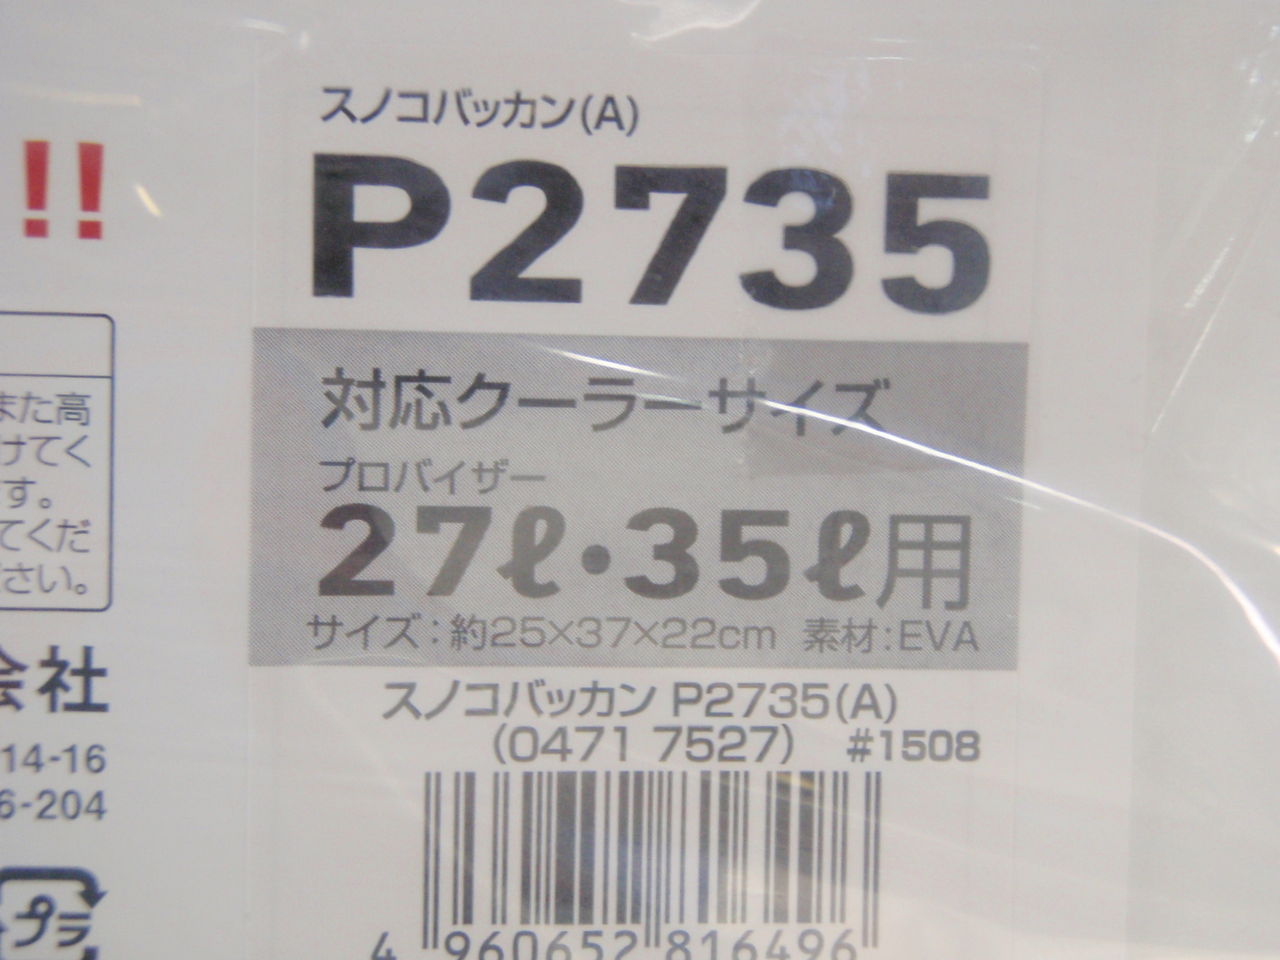 !!
また高
けてく
す。
てくだ
さい。
会社
14-16
6-204
プラ
スノコバッカン(A)
P2735
対応クーラーサイズ
プロバイザー
27ℓ・35ℓ用
サイズ:約25×37×22cm 素材:EVA
スノコバッカン P2735(A)
(0471 7527) #1508
4 960652 816496